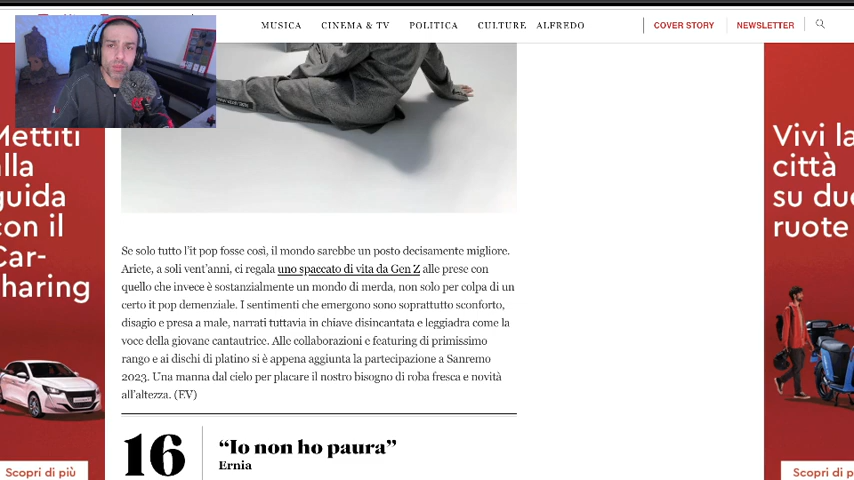 MUSICA CINEMA & TV POLITICA CULTURE ALFREDO COVER STORY NEWSLETTER
Mettiti
alla
guida
con il
Car-
haring
Scopri di più
Se solo tutto l'it pop fosse così, il mondo sarebbe un posto decisamente migliore.
Ariete, a soli vent'anni, ci regala uno spaccato di vita da Gen Z alle prese con
quello che invece è sostanzialmente un mondo di merda, non solo per colpa di un
certo it pop demenziale. I sentimenti che emergono sono soprattutto sconforto,
disagio e presa a male, narrati tuttavia in chiave disincantata e leggiadra come la
voce della giovane cantautrice. Alle collaborazioni e featuring di primissimo
rango e ai dischi di platino si è appena aggiunta la partecipazione a Sanremo
2023. Una manna dal cielo per placare il nostro bisogno di roba fresca e novità
all'altezza. (F.V)
16 “Io non ho paura”
Ernia
Vivi la
città
su du
ruote
Scopri di p